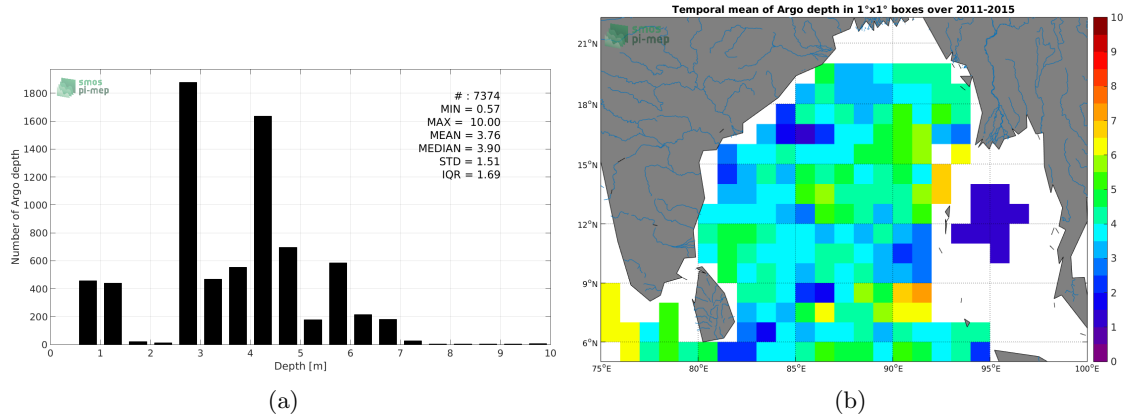 smos
pi-mep
# : 7374
MIN = 0.57
MAX = 10.00
MEAN = 3.76
MEDIAN = 3.90
STD = 1.51
IQR = 1.69
Number of Argo depth
1800
1600
1400
1200
1000
800
600
400
200
0
0 1 2 3 4 5 6 7 8 9 10
Depth [m]
(a)
Temporal mean of Argo depth in 1°x1° boxes over 2011-2015
smos
pi-mep
21°N
18°N
15°N
12°N
9°N
6°N
75°E 80°E 85°E 90°E 95°E 100°E
10
9
8
7
6
5
4
3
2
1
0
(b)